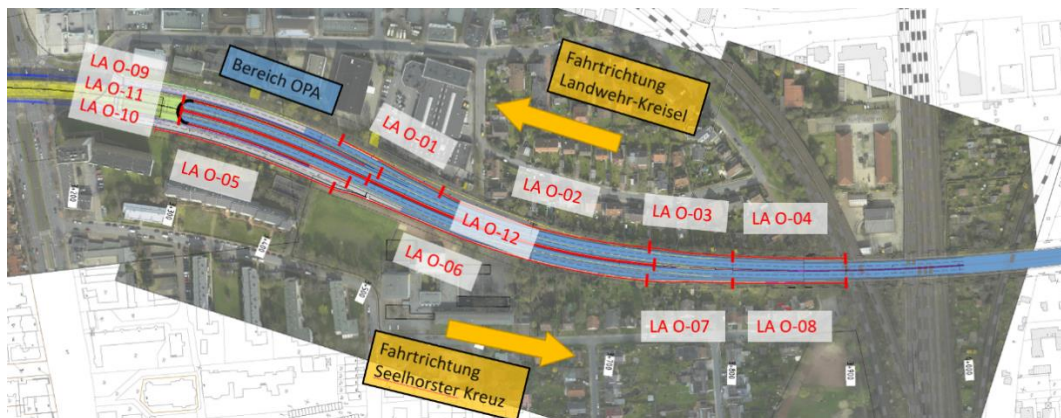 LA O-09
LA O-11
LA O-10
Bereich OPA
Fahrtrichtung
Landwehr-Kreisel
LA O-01
LA O-05
LA O-02
LA O-03
LA O-04
LA O-12
LA O-06
LA O-07
LA O-08
Fahrtrichtung
Seelhorster Kreuz